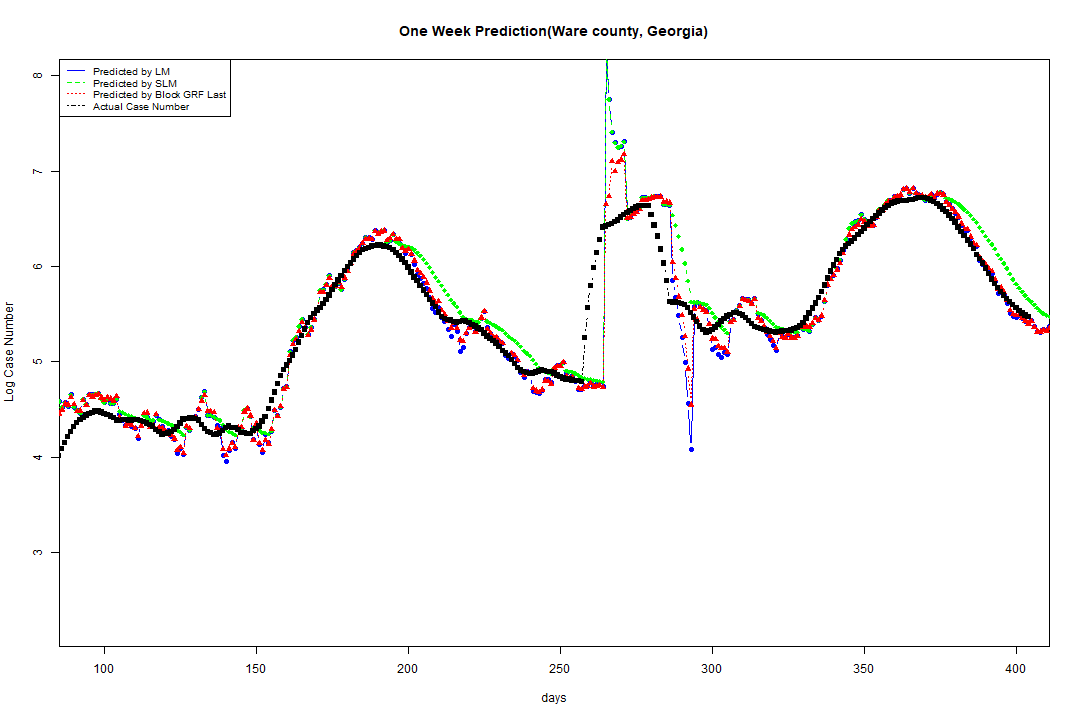 One Week Prediction(Ware county, Georgia)
Predicted by LM
Predicted by SLM
Predicted by Block GRF Last
Actual Case Number
8
7
6
5
4
3
Log Case Number
100 150 200 250 300 350 400
days